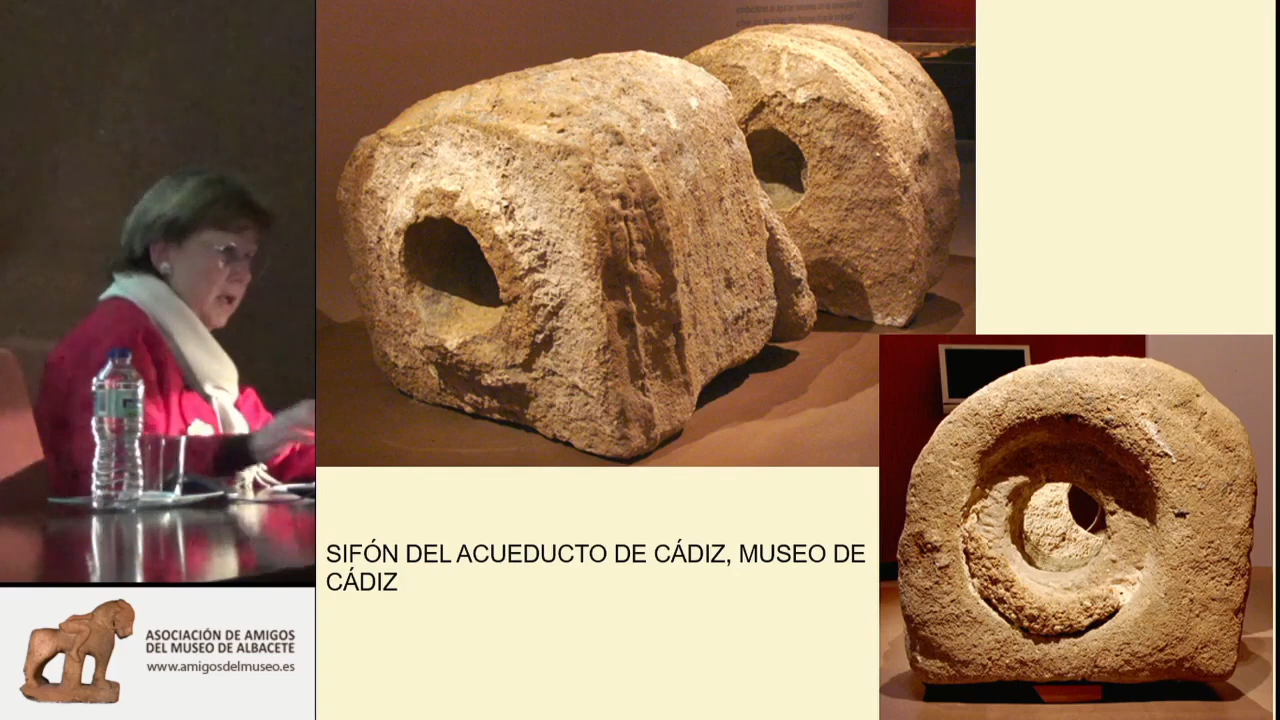 SIFÓN DEL ACUEDUCTO DE CÁDIZ, MUSEO DE
CÁDIZ
ASOCIACIÓN DE AMIGOS
DEL MUSEO DE ALBACETE
www.amigosdelmuseo.es